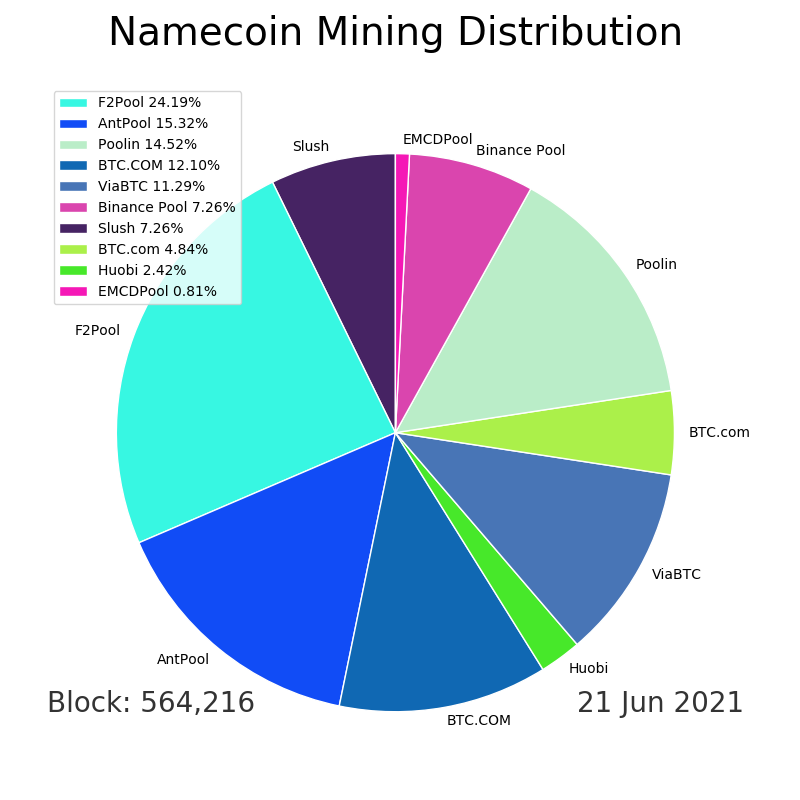 Namecoin Mining Distribution
F2Pool 24.19%
AntPool 15.32%
Poolin 14.52%
BTC.COM 12.10%
ViaBTC 11.29%
Binance Pool 7.26%
Slush 7.26%
BTC.com 4.84%
Huobi 2.42%
EMCDPool 0.81%
Slush
EMCDPool
Binance Pool
Poolin
F2Pool
BTC.com
ViaBTC
AntPool
Huobi
BTC.COM
Block: 564,216
21 Jun 2021